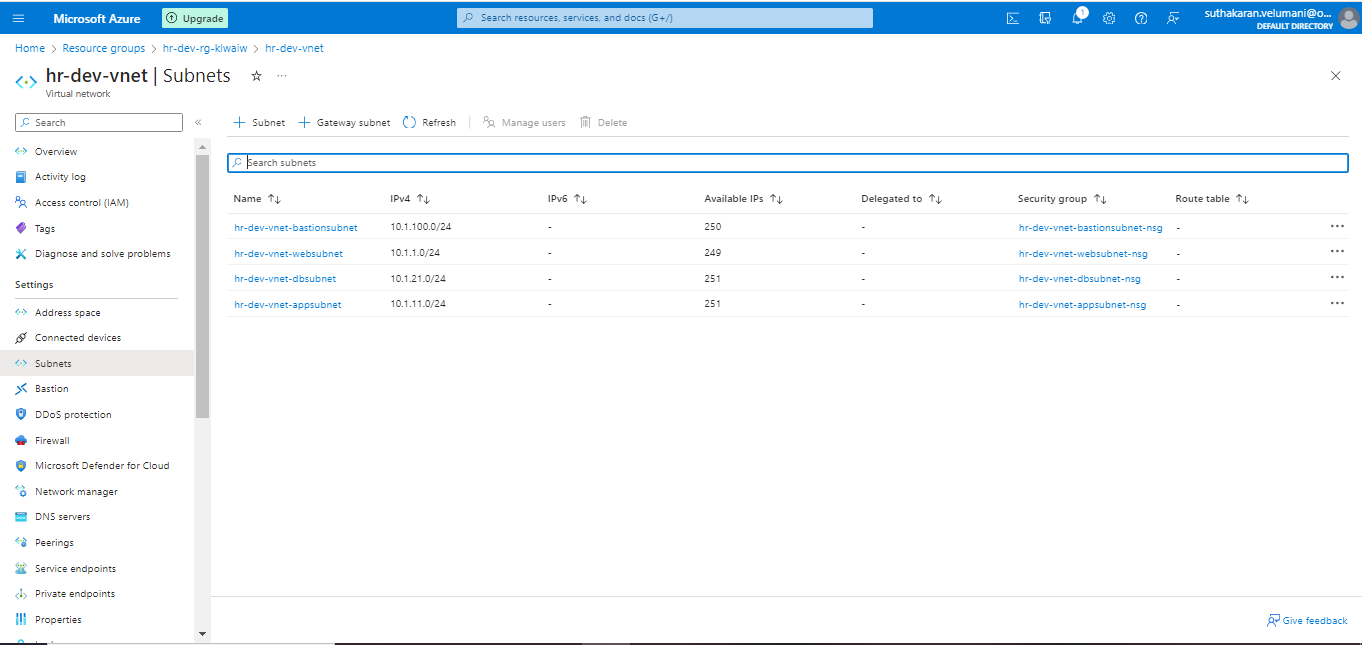 Microsoft Azure
Upgrade
Search resources, services, and docs (G+/)
1
suthakaran.velumani@o...
DEFAULT DIRECTORY
Home > Resource groups > hr-dev-rg-klwaiw > hr-dev-vnet
hr-dev-vnet | Subnets
Virtual network
Search
Overview
Activity log
Access control (IAM)
Tags
Diagnose and solve problems
Settings
Address space
Connected devices
Subnets
Bastion
DDoS protection
Firewall
Microsoft Defender for Cloud
Network manager
DNS servers
Peerings
Service endpoints
Private endpoints
Properties
+ Subnet + Gateway subnet Refresh Manage users Delete
Search subnets
Name IPv4 IPv6 Available IPs Delegated to Security group Route table
hr-dev-vnet-bastionsubnet 10.1.100.0/24 - 250 - hr-dev-vnet-bastionsubnet-nsg -
hr-dev-vnet-websubnet 10.1.1.0/24 - 249 - hr-dev-vnet-websubnet-nsg -
hr-dev-vnet-dbsubnet 10.1.21.0/24 - 251 - hr-dev-vnet-dbsubnet-nsg -
hr-dev-vnet-appsubnet 10.1.11.0/24 - 251 - hr-dev-vnet-appsubnet-nsg -
Give feedback